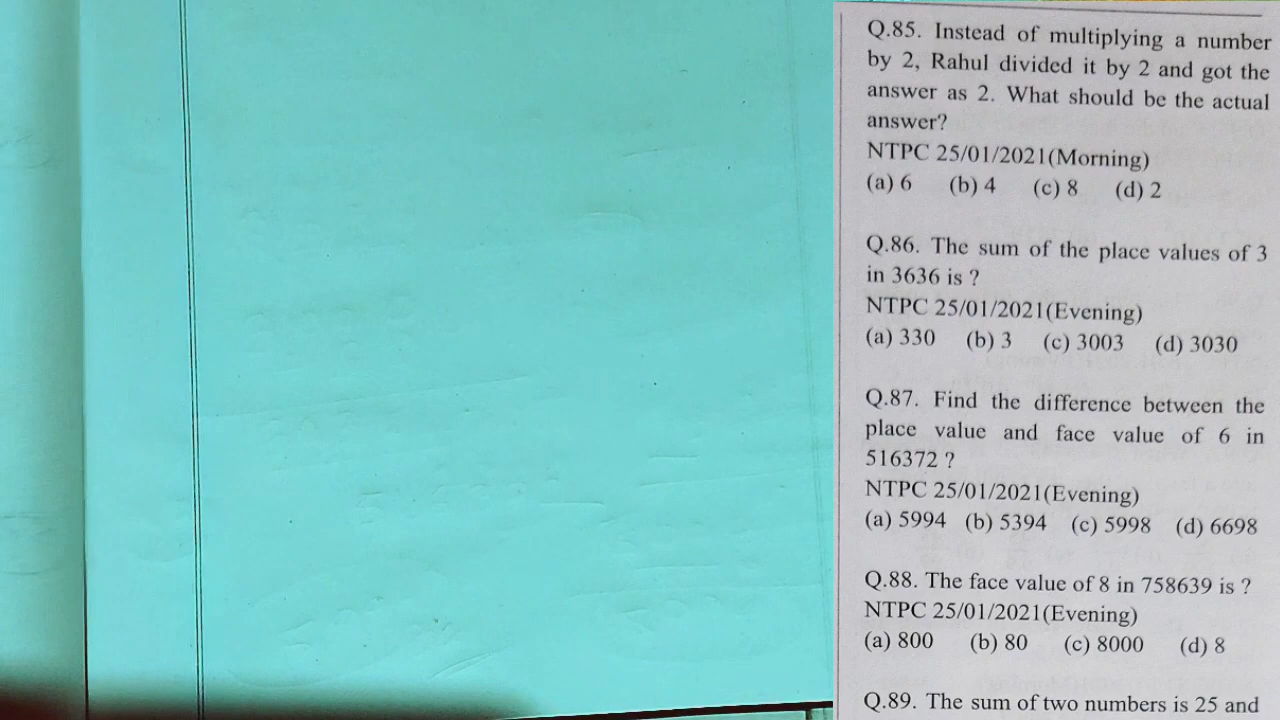 Q.85. Instead of multiplying a number
by 2, Rahul divided it by 2 and got the
answer as 2. What should be the actual
answer?
NTPC 25/01/2021(Morning)
(a) 6 (b) 4 (c) 8 (d) 2
Q.86. The sum of the place values of 3
in 3636 is ?
NTPC 25/01/2021(Evening)
(a) 330 (b) 3 (c) 3003 (d) 3030
Q.87. Find the difference between the
place value and face value of 6 in
516372 ?
NTPC 25/01/2021(Evening)
(a) 5994 (b) 5394 (c) 5998 (d) 6698
Q.88. The face value of 8 in 758639 is ?
NTPC 25/01/2021(Evening)
(a) 800 (b) 80 (c) 8000 (d) 8
Q.89. The sum of two numbers is 25 and